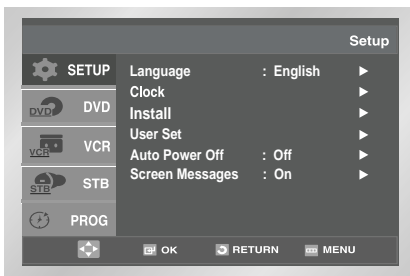 Setup
SETUP
DVD DVD
VCR VCR
STB STB
PROG
Language : English ►
Clock ►
Install ►
User Set ►
Auto Power Off : Off ►
Screen Messages : On ►
OK RETURN MENU